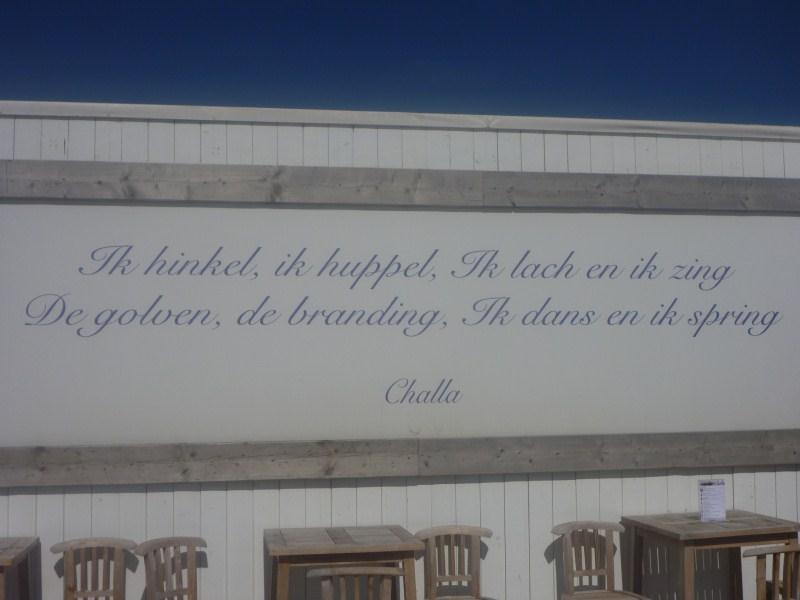 Ik hinkel, ik huppel, Ik lach en ik zing
De golven, de branding, Ik dans en ik spring
Challa